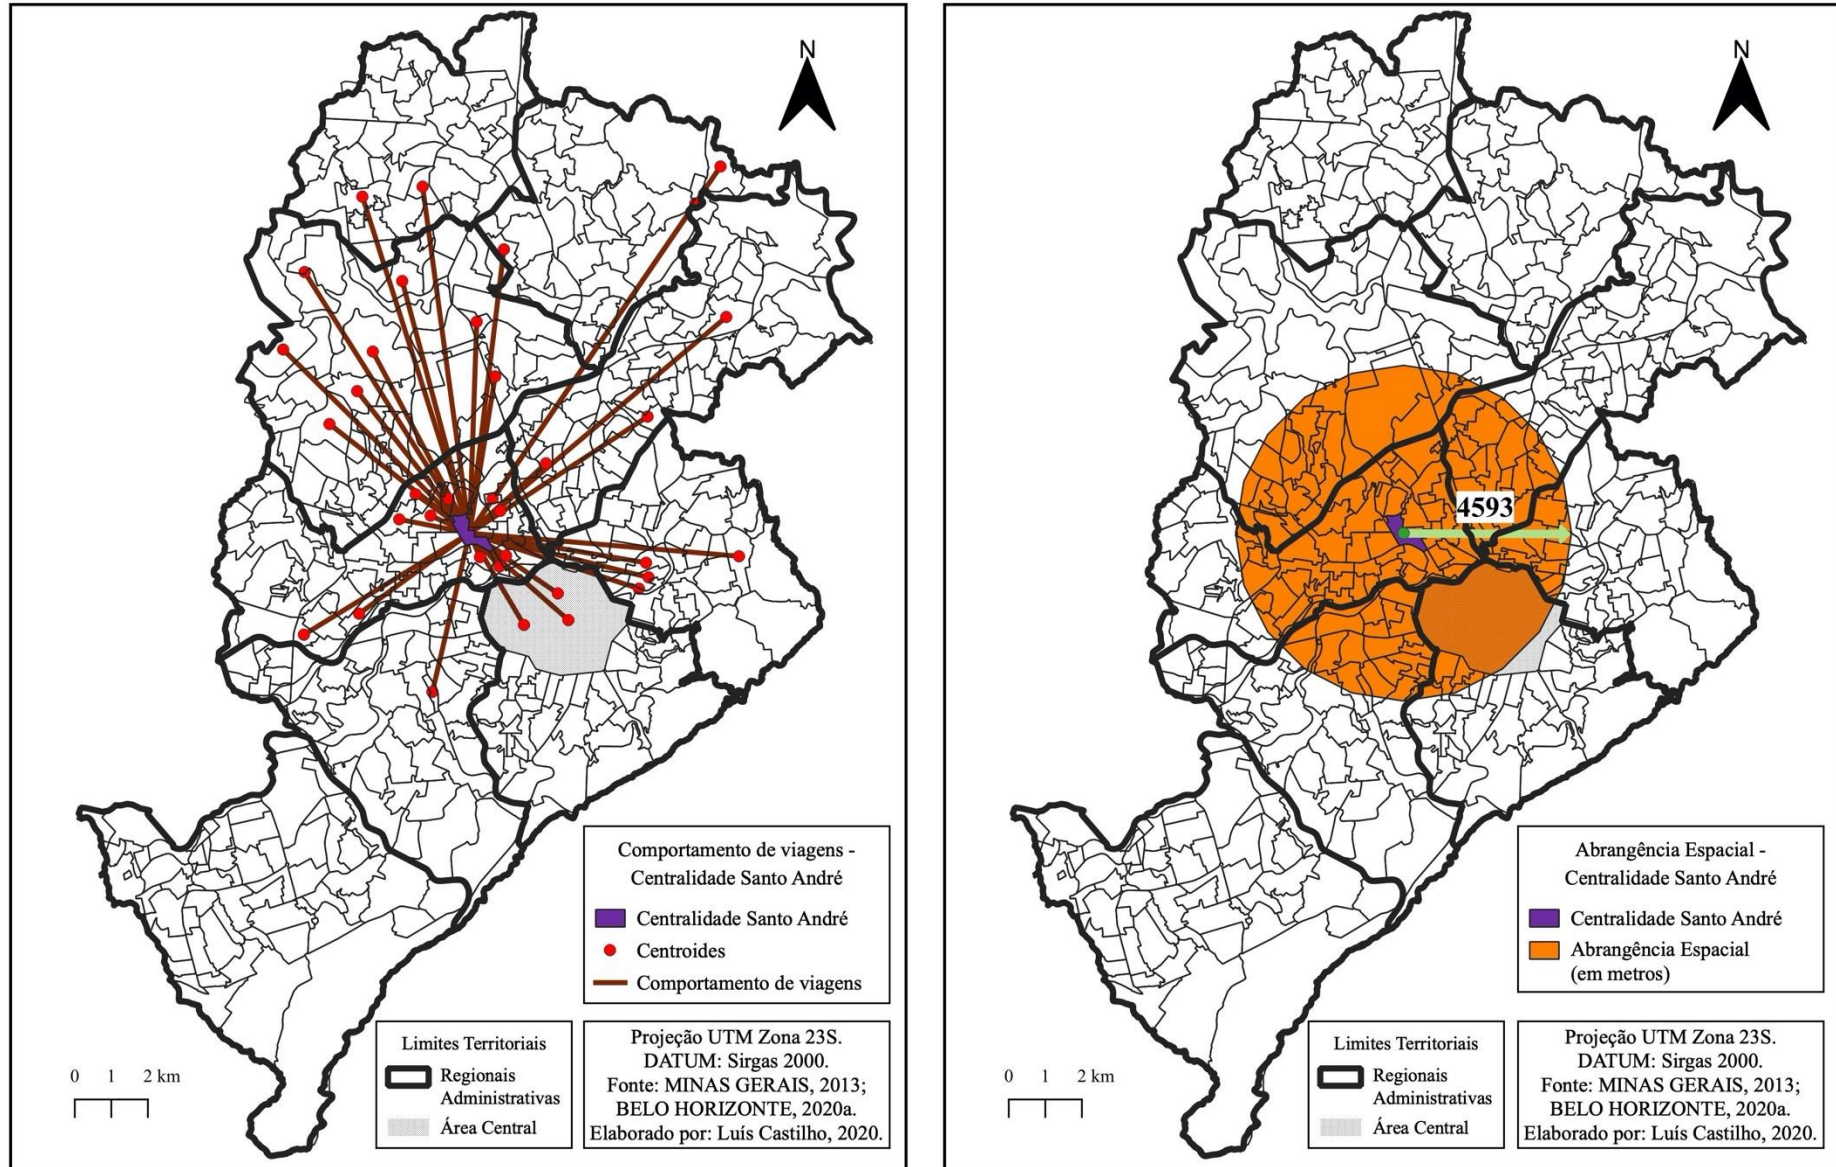 N
Comportamento de viagens -
Centralidade Santo André
Centralidade Santo André
Centroides
Comportamento de viagens
0 1 2 km
Limites Territoriais
Regionais
Administrativas
Área Central
Projeção UTM Zona 23S.
DATUM: Sirgas 2000.
Fonte: MINAS GERAIS, 2013;
BELO HORIZONTE, 2020a.
Elaborado por: Luís Castilho, 2020.
N
4593
Abrangência Espacial -
Centralidade Santo André
Centralidade Santo André
Abrangência Espacial
(em metros)
0 1 2 km
Limites Territoriais
Regionais
Administrativas
Área Central
Projeção UTM Zona 23S.
DATUM: Sirgas 2000.
Fonte: MINAS GERAIS, 2013;
BELO HORIZONTE, 2020a.
Elaborado por: Luís Castilho, 2020.